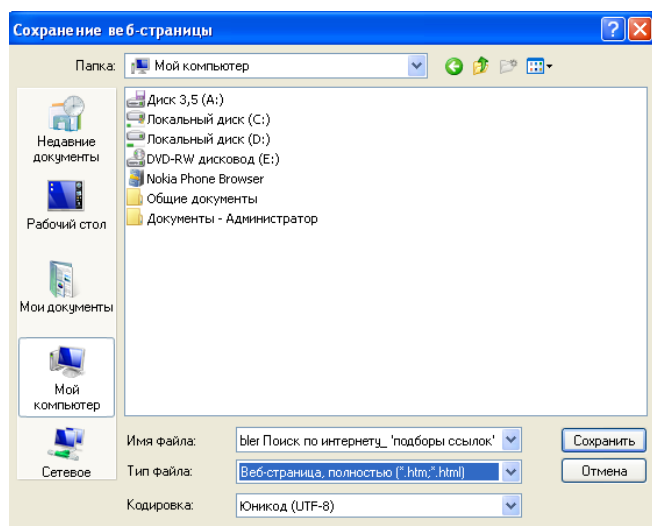 Сохранение веб-страницы
Папка: Мой компьютер
Недавние
документы
Рабочий стол
Мои документы
Мой
компьютер
Сетевое
Диск 3,5 (A:)
Локальный диск (C:)
Локальный диск (D:)
DVD-RW дисковод (E:)
Nokia Phone Browser
Общие документы
Документы - Администратор
Имя файла: bler Поиск по интернету_ 'подборы ссылок' Сохранить
Тип файла: Веб-страница, полностью (*.htm;*.html) Отмена
Кодировка: Юникод (UTF-8)